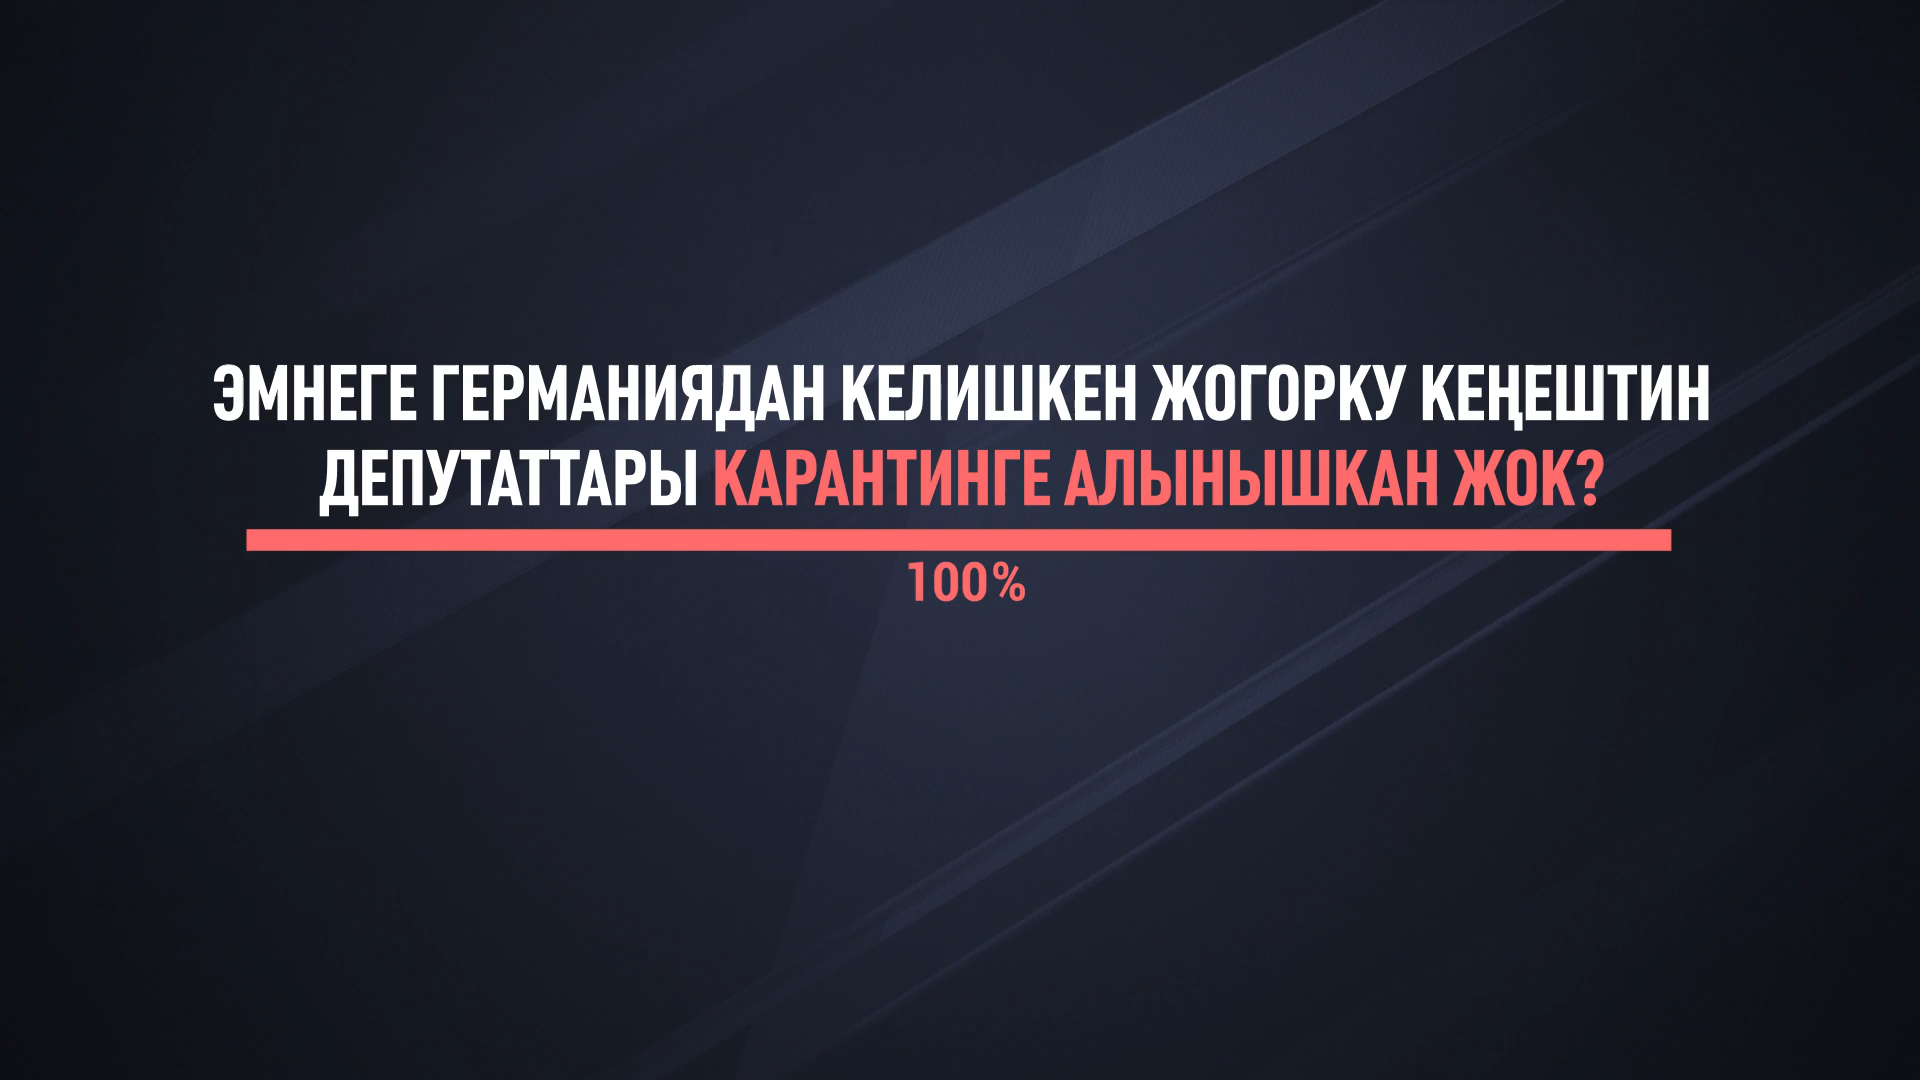 ЭМНЕГЕ ГЕРМАНИЯДАН КЕЛИШКЕН ЖОГОРКУ КЕҢЕШТИН
ДЕПУТАТТАРЫ КАРАНТИНГЕ АЛЫНЫШКАН ЖОК?
100%